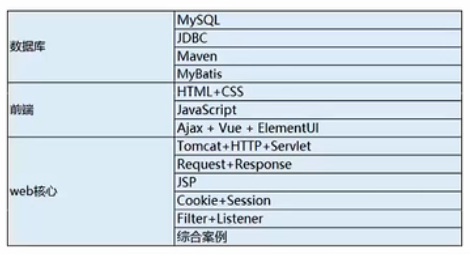 数据库
MySQL
JDBC
Maven
MyBatis
前端
HTML+CSS
JavaScript
Ajax + Vue + ElementUI
web核心
Tomcat+HTTP+Servlet
Request+Response
JSP
Cookie+Session
Filter+Listener
综合案例